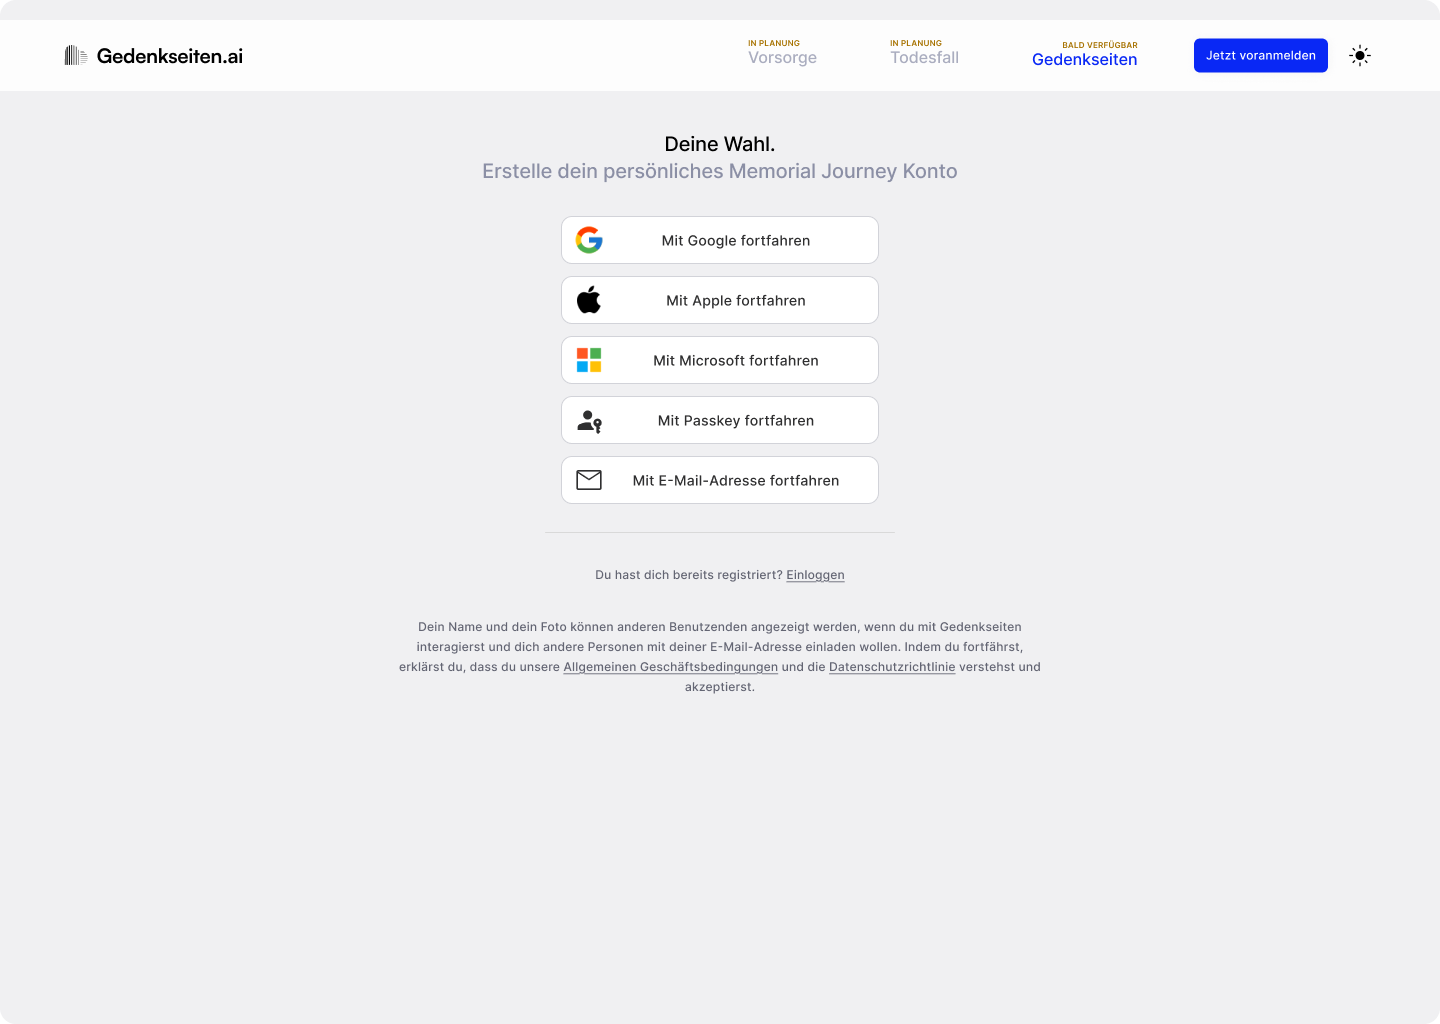 Gedenkseiten.ai
IN PLANUNG
Vorsorge
IN PLANUNG
Todesfall
BALD VERFÜGBAR
Gedenkseiten
Jetzt voranmelden
Deine Wahl.
Erstelle dein persönliches Memorial Journey Konto
Mit Google fortfahren
Mit Apple fortfahren
Mit Microsoft fortfahren
Mit Passkey fortfahren
Mit E-Mail-Adresse fortfahren
Du hast dich bereits registriert? Einloggen
Dein Name und dein Foto können anderen Benutzenden angezeigt werden, wenn du mit Gedenkseiten
interagierst und dich andere Personen mit deiner E-Mail-Adresse einladen wollen. Indem du fortfährst,
erklärst du, dass du unsere Allgemeinen Geschäftsbedingungen und die Datenschutzrichtlinie verstehst und
akzeptierst.